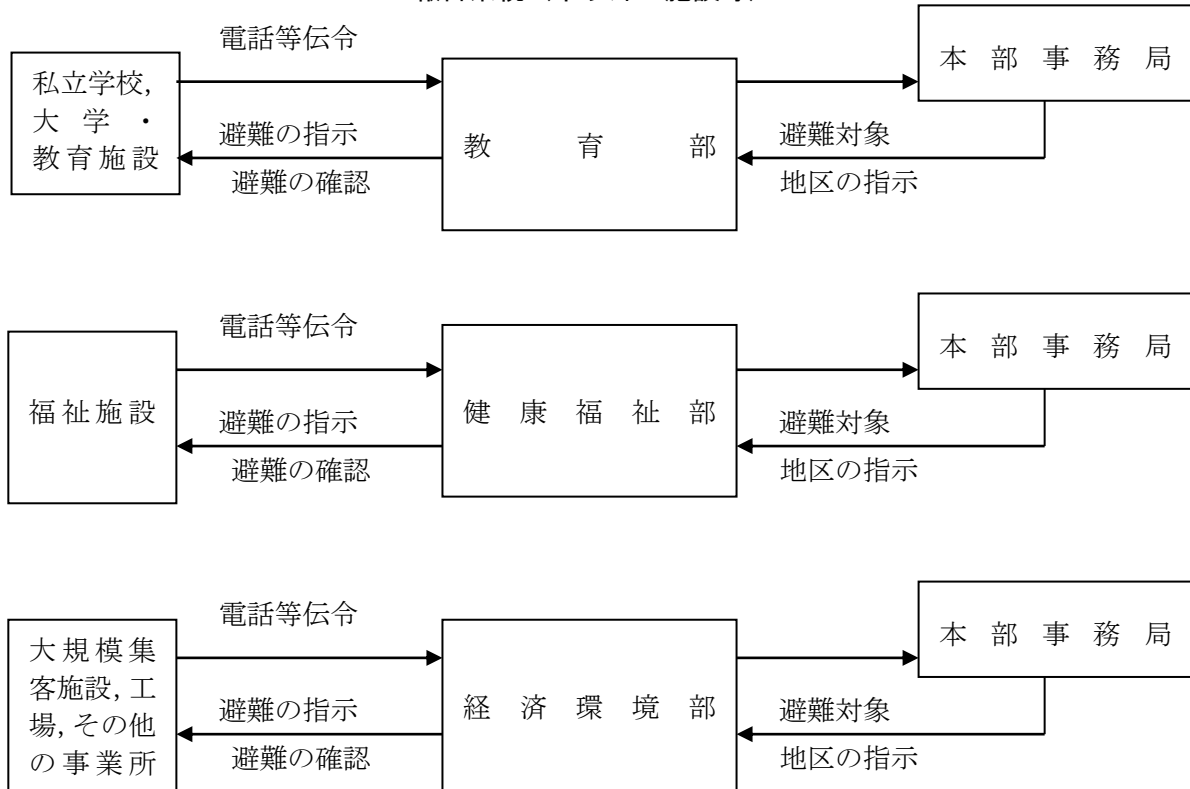 電話等伝令
本部事務局
私立学校,
大学・
教育施設
避難の指示
教育部
避難対象
避難の確認
地区の指示
電話等伝令
本部事務局
福祉施設
避難の指示
健康福祉部
避難対象
避難の確認
地区の指示
電話等伝令
本部事務局
大規模集
客施設,工
場,その他
の事業所
避難の指示
経済環境部
避難対象
避難の確認
地区の指示